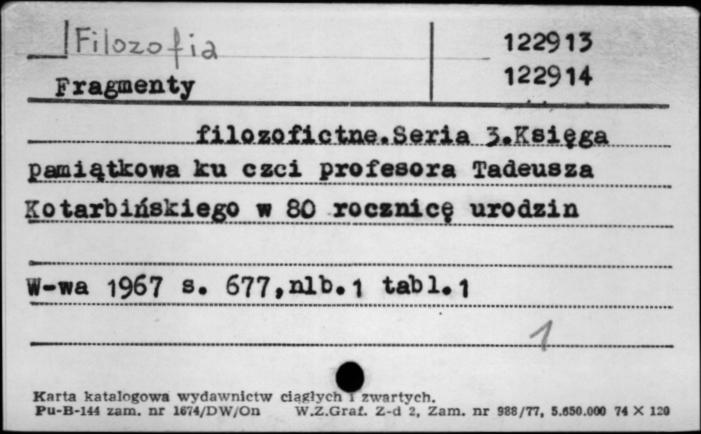 Filozofia 122913
Fragmenty 122914
filozofictne.Seria 3.Księga
pamiątkowa ku czci profesora Tadeusza
Kotarbińskiego w 80 rocznicę urodzin
W-wa 1967 s. 677,nlb.1 tabl.1
1
Karta katalogowa wydawnictw ciągłych i zwartych.
Pu-B-144 zam. nr 1674/DW/On W.Z.Graf. Z-d 2, Zam. nr 988/77, 5.650.000 74 X 120